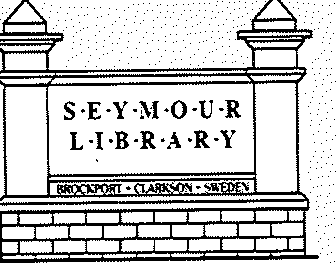 S·E·Y·M·O·U·R
L·I·B·R·A·R·Y
BROCKPORT · CLARKSON · SWEDEN